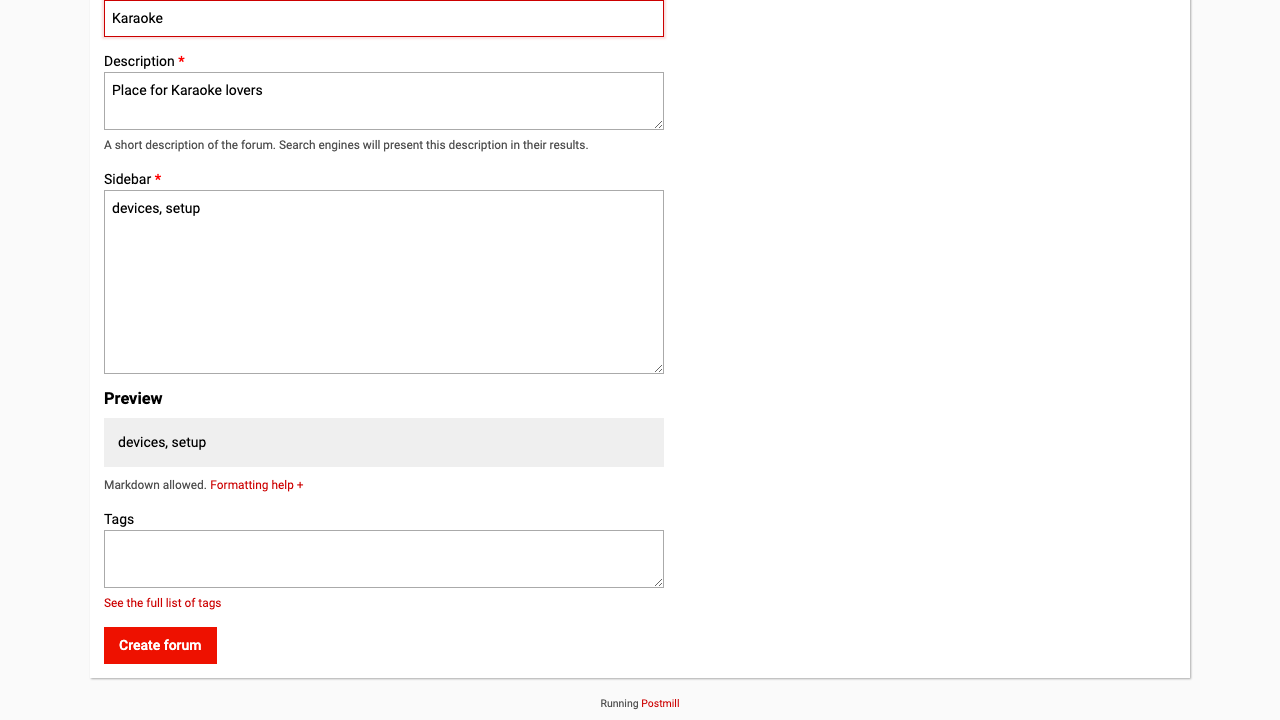 Karaoke
Description *
Place for Karaoke lovers
A short description of the forum. Search engines will present this description in their results.
Sidebar *
devices, setup
Preview
devices, setup
Markdown allowed. Formatting help +
Tags
See the full list of tags
Create forum
Running Postmill